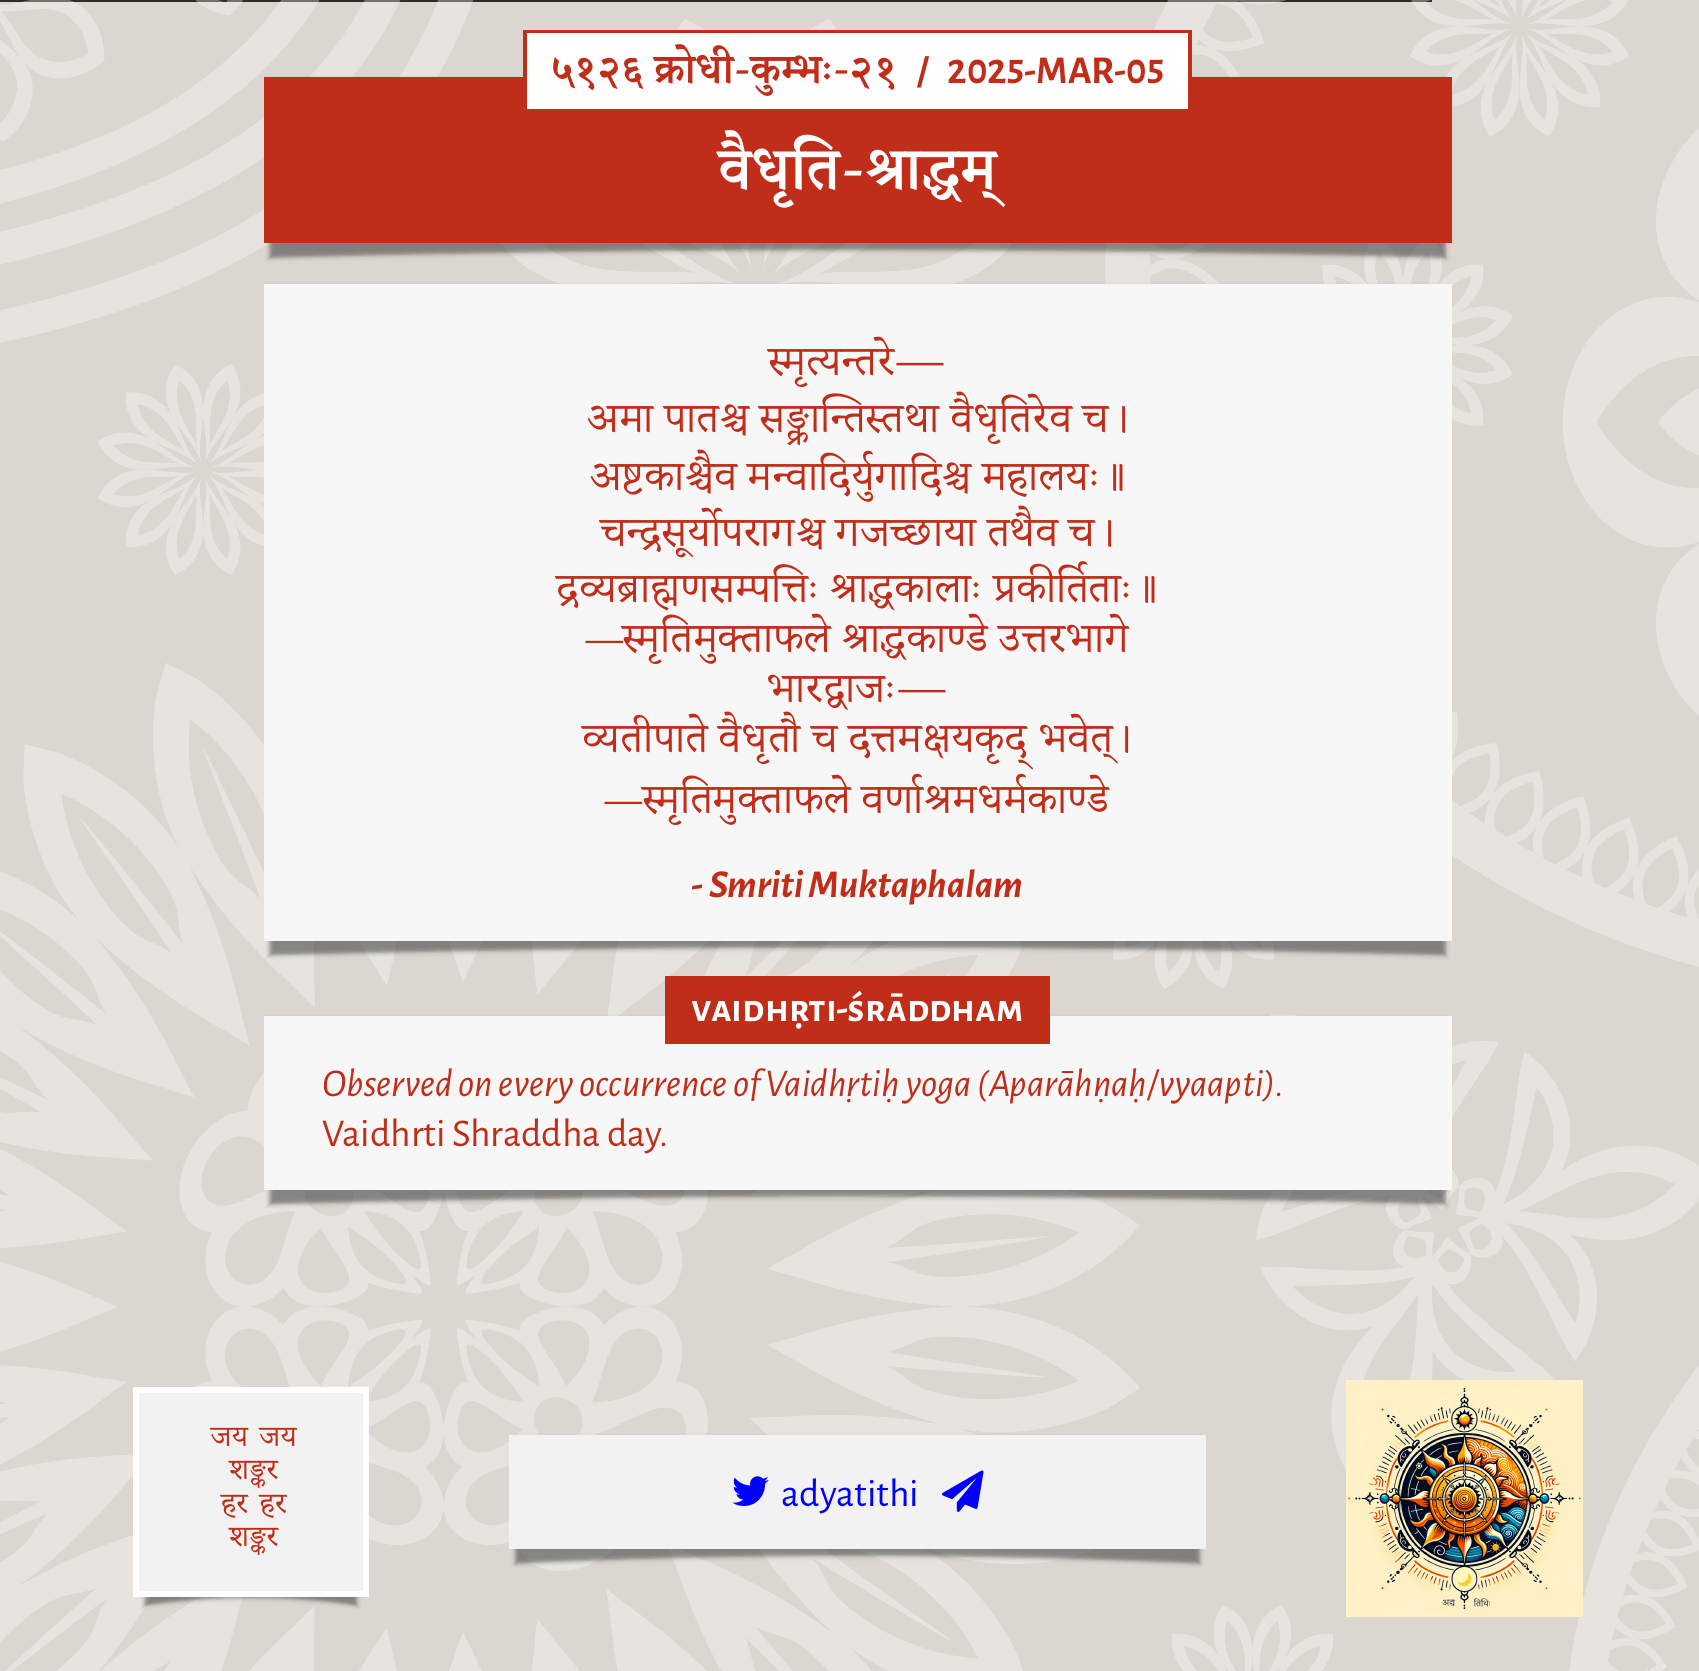 ५१२६ क्रोधी-कुम्भः-२१ / 2025-MAR-05
वैधृति-श्राद्धम्
स्मृत्यन्तरे—
अमा पातश्च सङ्क्रान्तिस्तथा वैधृतिरेव च।
अष्टकाश्चैव मन्वादिर्युगादिश्च महालयः॥
चन्द्रसूर्योपरागश्च गजच्छाया तथैव च।
द्रव्यब्राह्मणसम्पत्तिः श्राद्धकालाः प्रकीर्तिताः॥
—स्मृतिमुक्ताफले श्राद्धकाण्डे उत्तरभागे
भारद्वाजः—
व्यतीपाते वैधृतौ च दत्तमक्षयकृद् भवेत्।
—स्मृतिमुक्ताफले वर्णाश्रमधर्मकाण्डे
- Smriti Muktaphalam
VAIDHṚTI-ŚRĀDDHAM
Observed on every occurrence of Vaidhṛtiḥ yoga (Aparāhṇaḥ/vyaapti).
Vaidhrti Shraddha day.
जय जय
शङ्कर
हर हर
शङ्कर
adyatithi
अद्य तिथिः